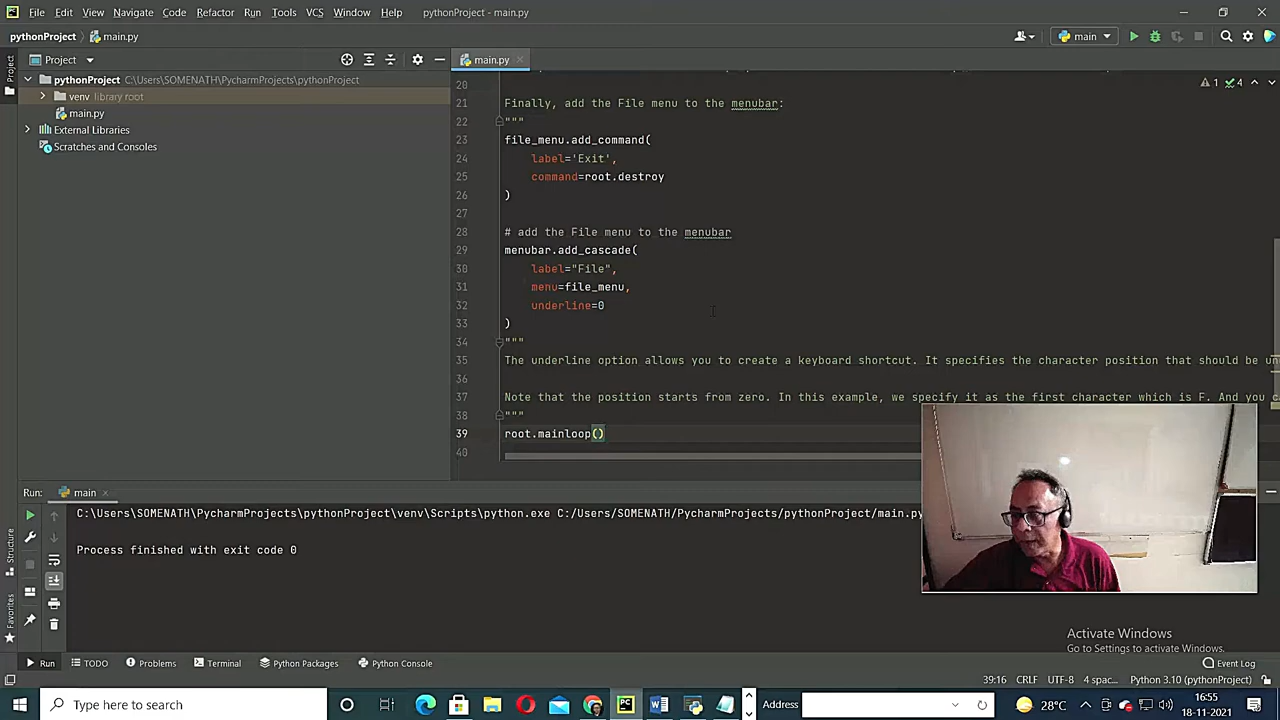 File Edit View Navigate Code Refactor Run Tools VCS Window Help pythonProject - main.py
pythonProject main.py main
Project main.py
Project
pythonProject C:\Users\SOMENATH\PycharmProjects\pythonProject
venv library root
main.py
External Libraries
Scratches and Consoles
1 4
20
21 Finally, add the File menu to the menubar:
22 """
23 file_menu.add_command(
24 label='Exit',
25 command=root.destroy
26 )
27
28 # add the File menu to the menubar
29 menubar.add_cascade(
30 label="File",
31 menu=file_menu,
32 underline=0
33 )
34 """
35 The underline option allows you to create a keyboard shortcut. It specifies the character position that should be un
36
37 Note that the position starts from zero. In this example, we specify it as the first character which is F. And you c
38 """
39 root.mainloop()
40
Run: main
C:\Users\SOMENATH\PycharmProjects\pythonProject\venv\Scripts\python.exe C:/Users/SOMENATH/PycharmProjects/pythonProject/main.py
Process finished with exit code 0
Structure
Favorites
Activate Windows
Go to Settings to activate Windows.
Run TODO Problems Terminal Python Packages Python Console Event Log
39:16 CRLF UTF-8 4 spac... Python 3.10 (pythonProject)
Type here to search Address 28°C 16:55
18-11-2021